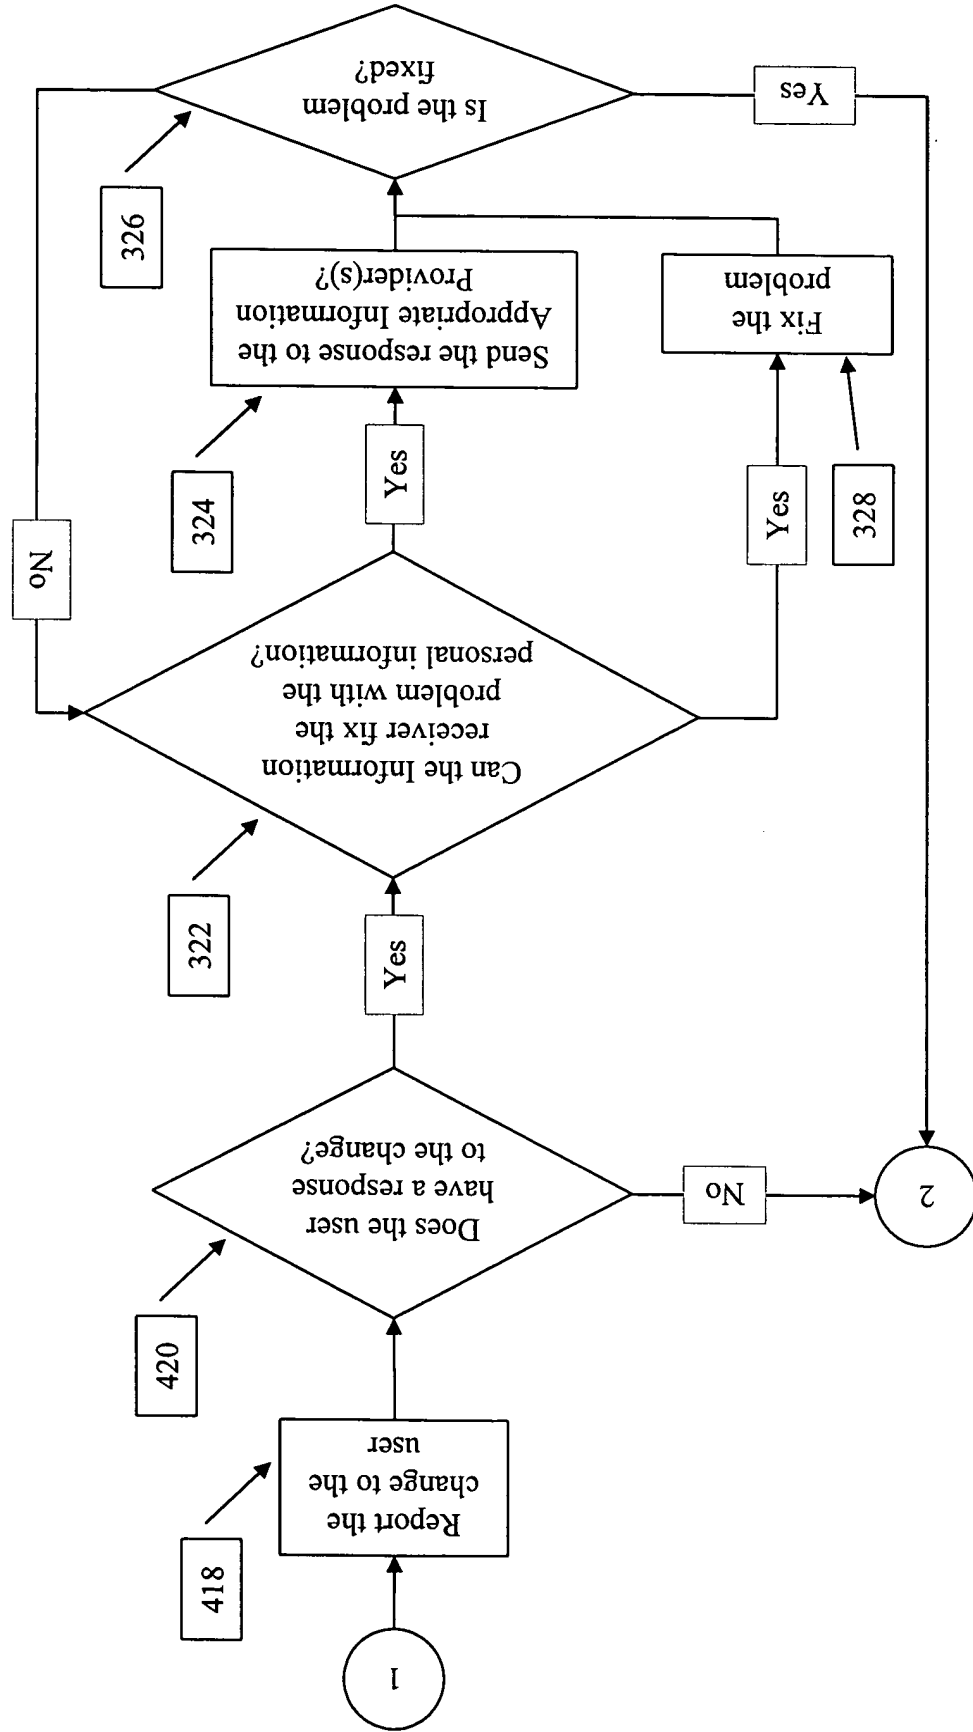 1
418
Report the
change to the
user
420
Does the user
have a response
to the change?
No
2
Yes
322
Can the Information
receiver fix the
problem with the
personal information?
Yes
324
Send the response to the
Appropriate Information
Provider(s)?
Yes
328
Fix the
problem
326
Is the problem
fixed?
No
Yes